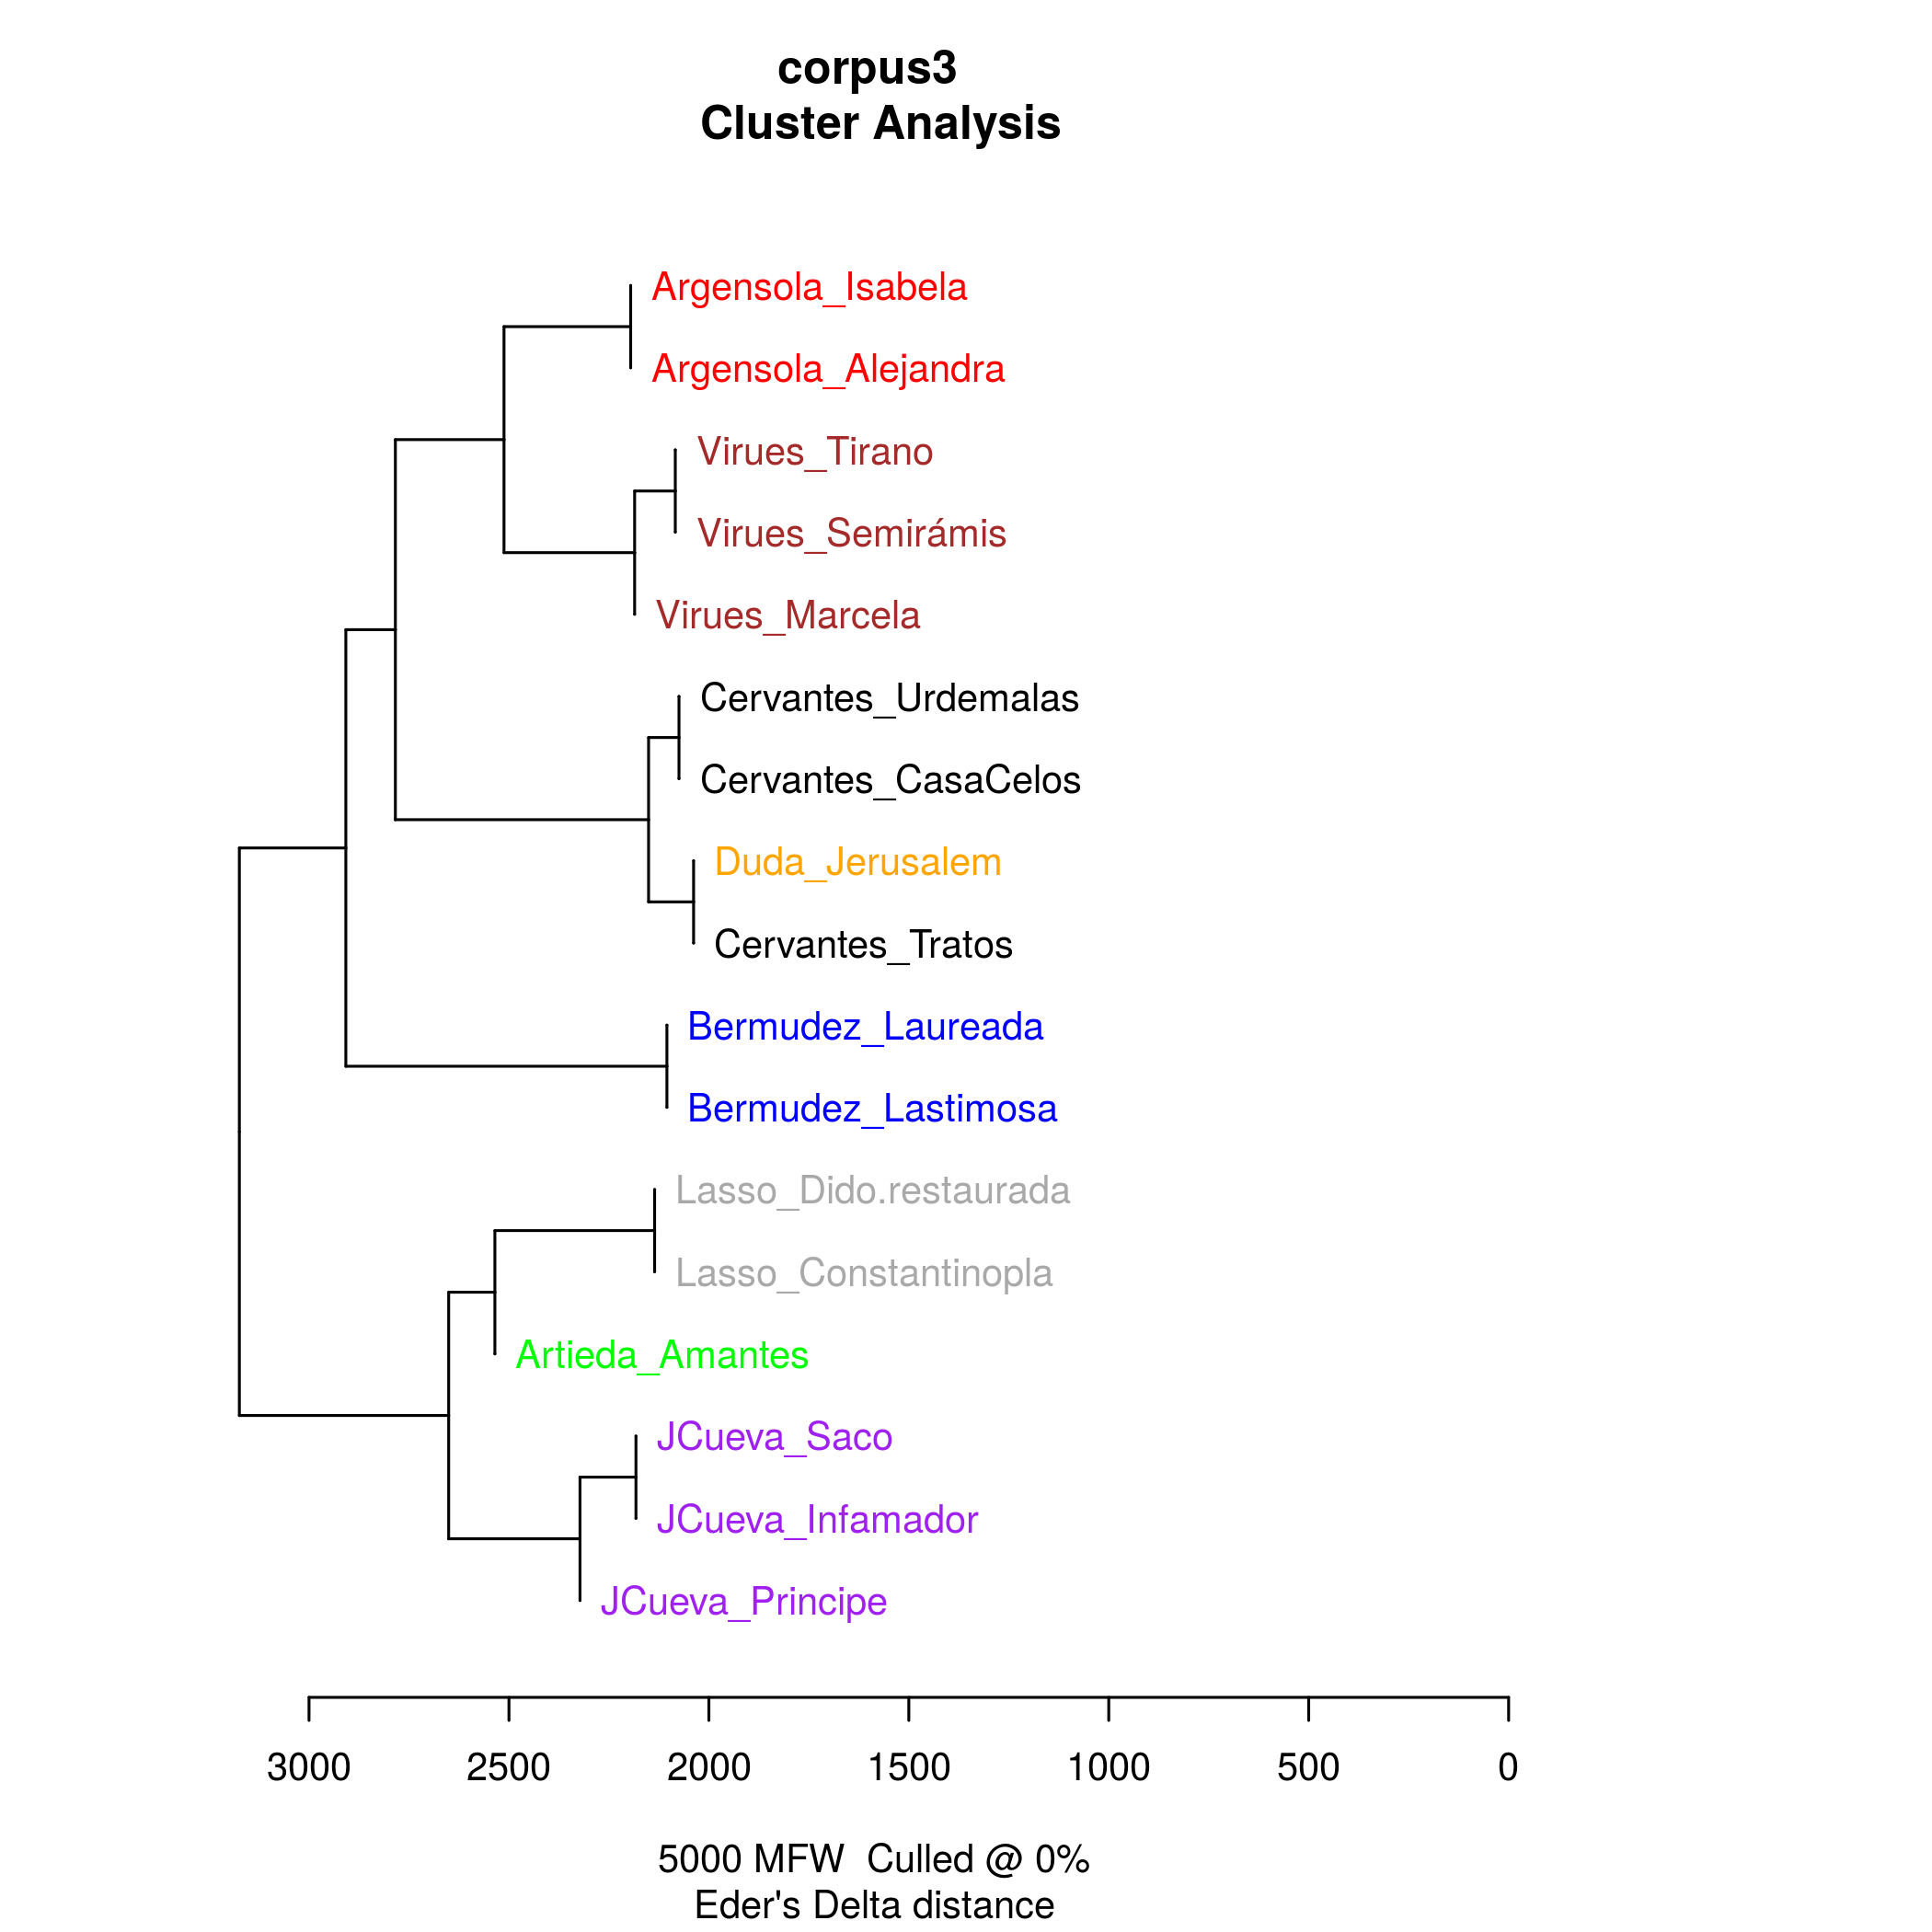 corpus3
Cluster Analysis
Argensola_Isabela
Argensola_Alejandra
Virues_Tirano
Virues_Semirámis
Virues_Marcela
Cervantes_Urdemalas
Cervantes_CasaCelos
Duda_Jerusalem
Cervantes_Tratos
Bermudez_Laureada
Bermudez_Lastimosa
Lasso_Dido.restaurada
Lasso_Constantinopla
Artieda_Amantes
JCueva_Saco
JCueva_Infamador
JCueva_Principe
3000 2500 2000 1500 1000 500 0
5000 MFW Culled @ 0%
Eder's Delta distance